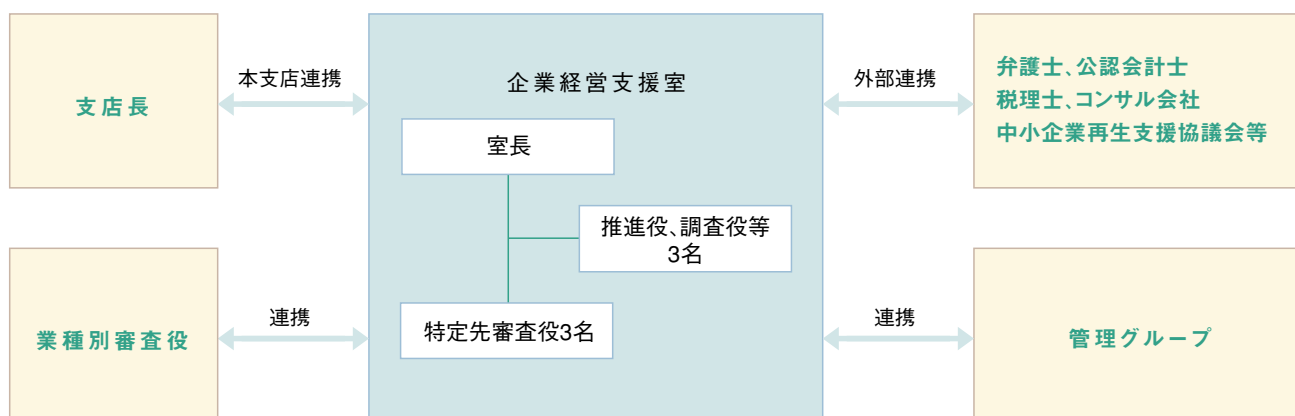 支店長
本支店連携
企業経営支援室
外部連携
弁護士、公認会計士
税理士、コンサル会社
中小企業再生支援協議会等
室長
推進役、調査役等
3名
業種別審査役
連携
特定先審査役3名
連携
管理グループ